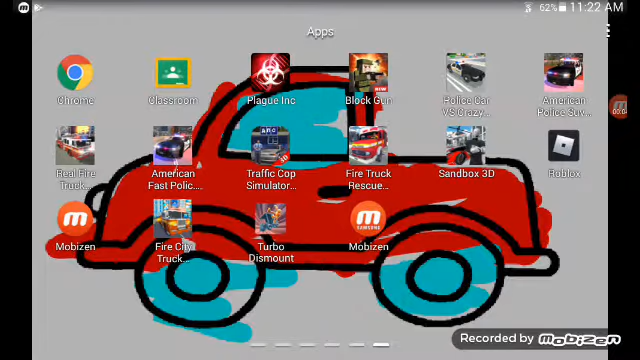 62% 11:22 AM
Apps
Chrome Classroom Plague Inc Block Gun Police Car VS Crazy... American Police Suv...
Real Fire Truck... American Fast Polic... Traffic Cop Simulator... Fire Truck Rescue... Sandbox 3D Roblox
Mobizen Fire City Truck... Turbo Dismount Mobizen
Recorded by mobizen